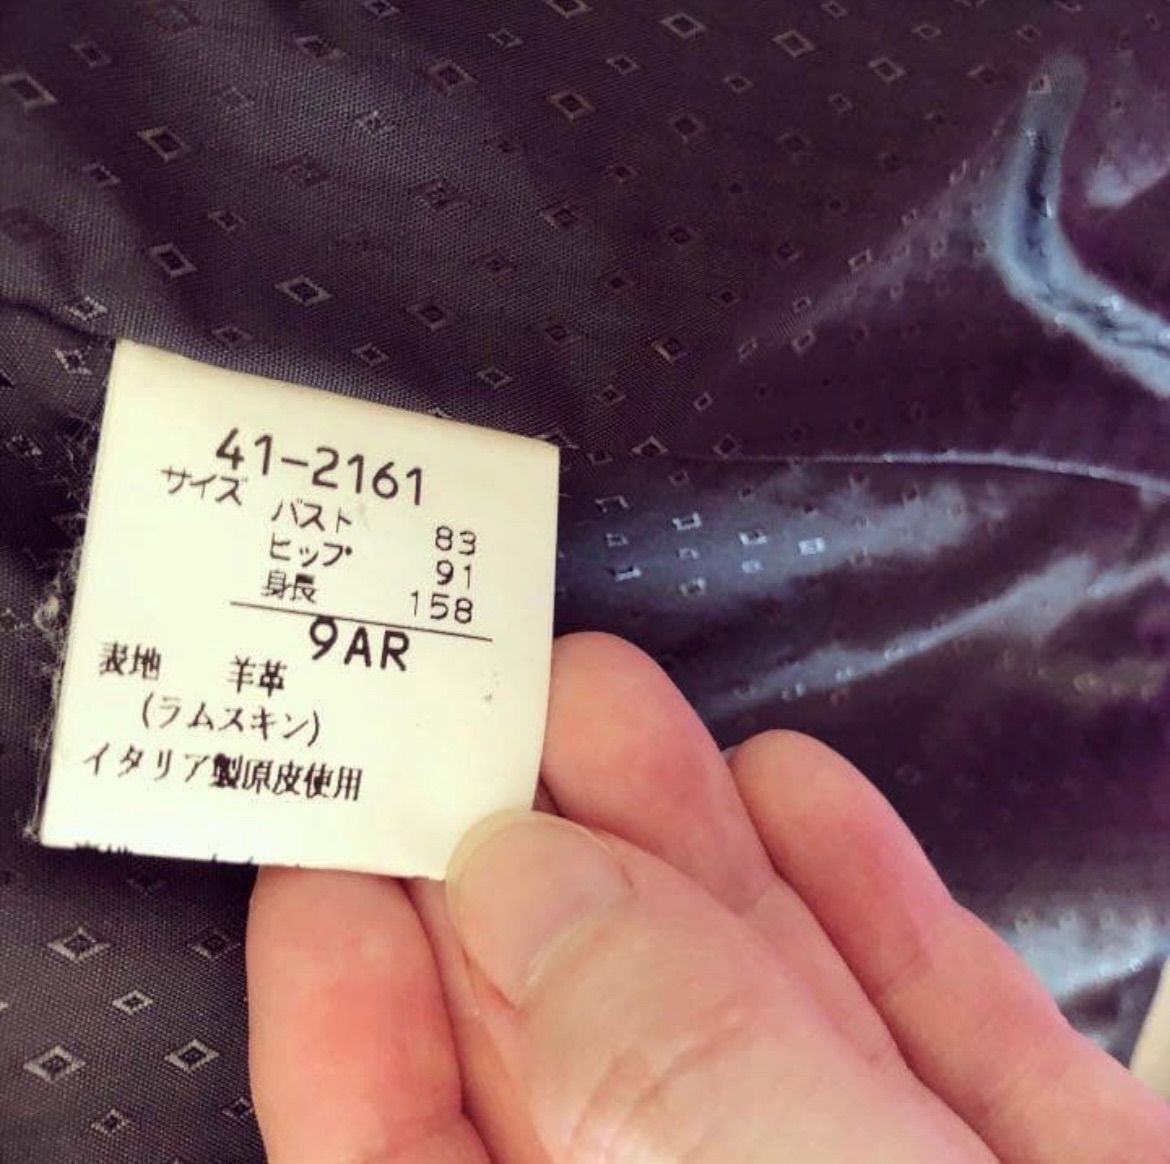 41-2161
サイズ
バスト 83
ヒップ 91
身長 158
9AR
表地 羊革
(ラムスキン)
イタリア製原皮使用